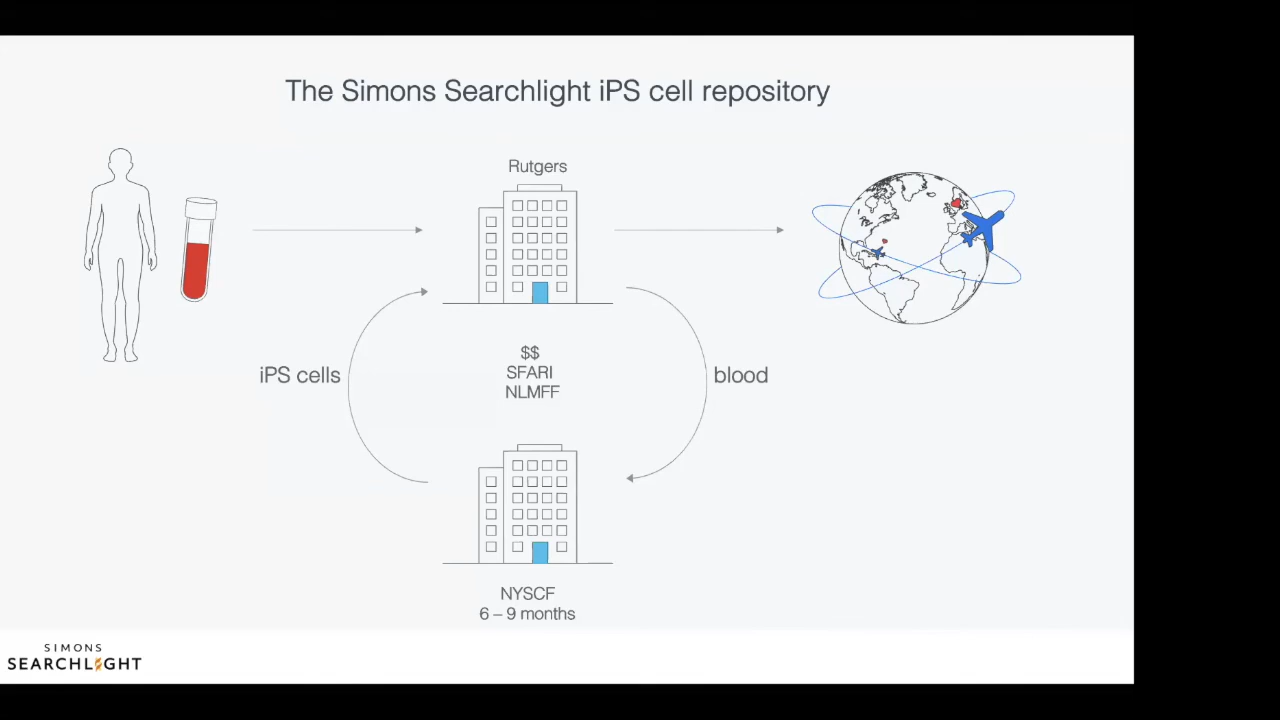 The Simons Searchlight iPS cell repository
Rutgers
$$
SFARI
NLMFF
iPS cells
blood
NYSCF
6 – 9 months
SIMONS
SEARCHLIGHT